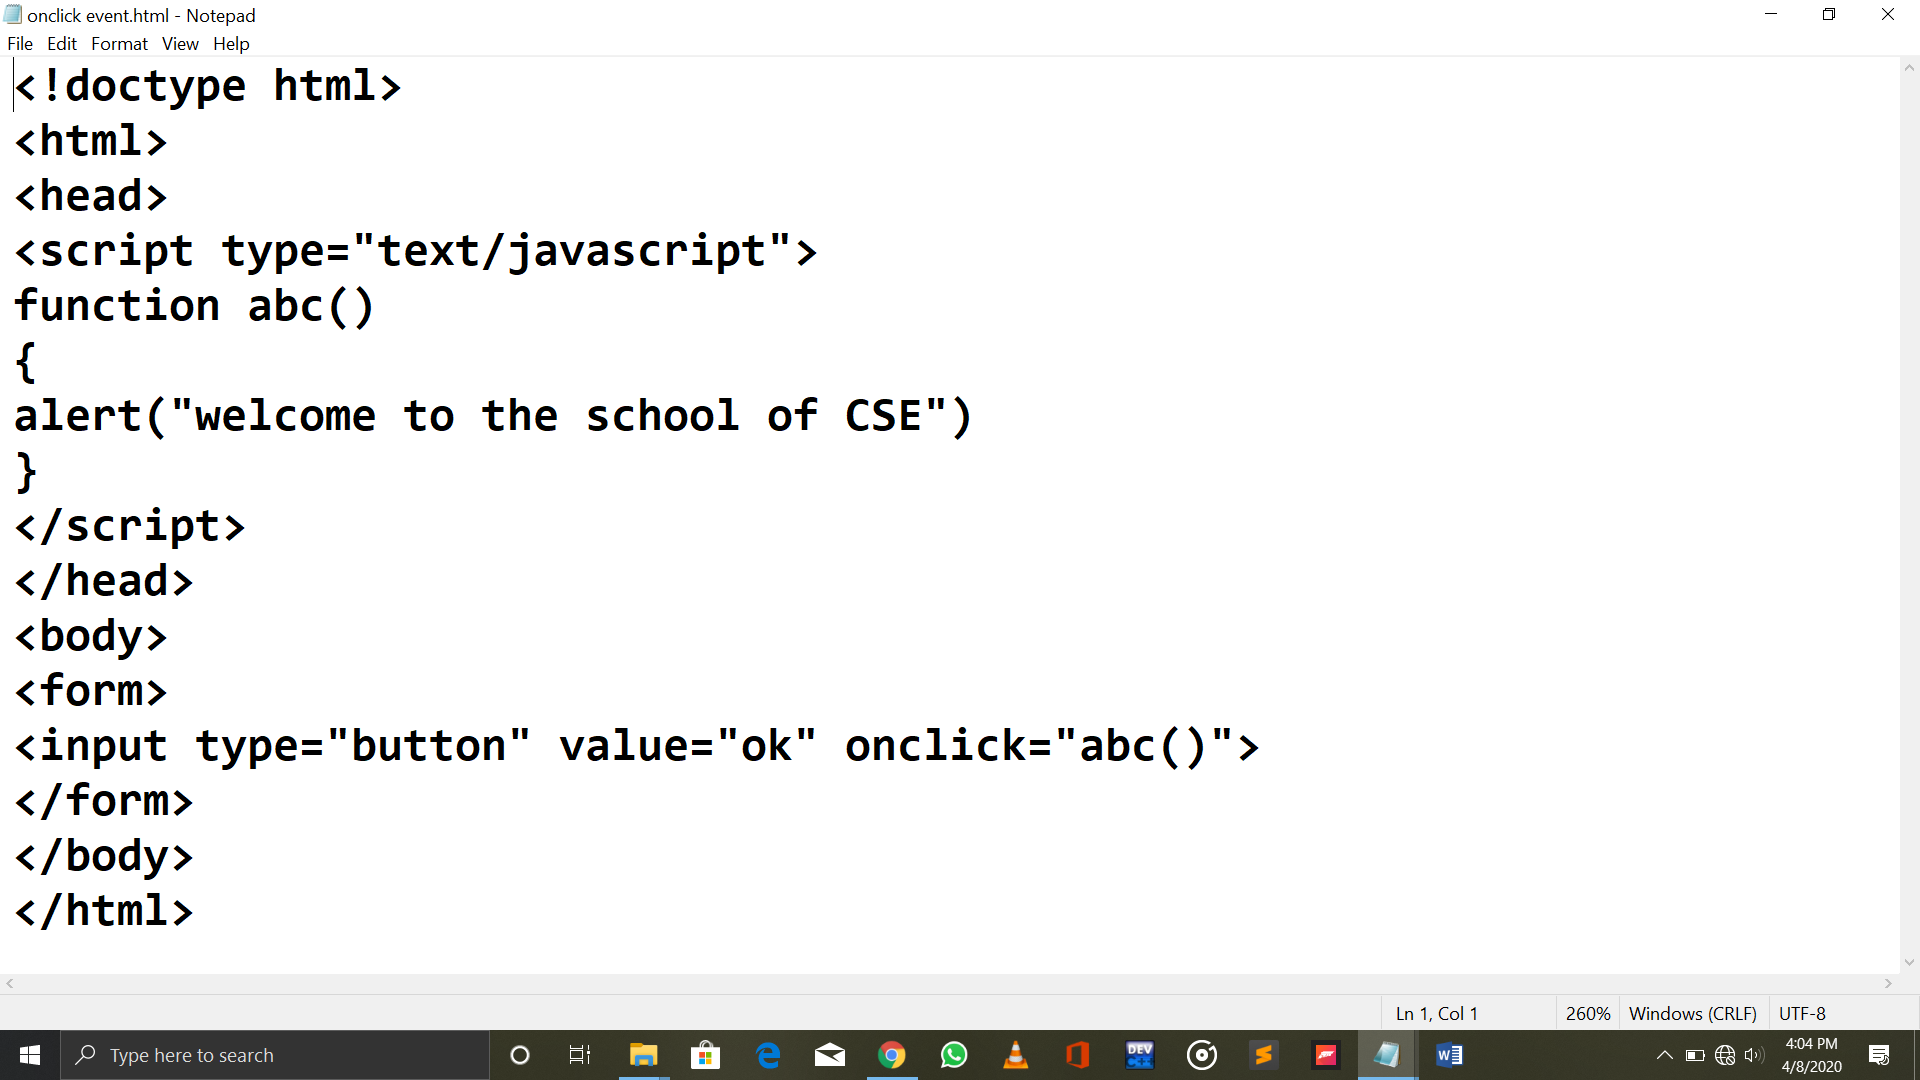 onclick event.html - Notepad
File Edit Format View Help
<!doctype html>
<html>
<head>
<script type="text/javascript">
function abc()
{
alert("welcome to the school of CSE")
}
</script>
</head>
<body>
<form>
<input type="button" value="ok" onclick="abc()">
</form>
</body>
</html>
Ln 1, Col 1 260% Windows (CRLF) UTF-8
Type here to search
DEV C++
4:04 PM
4/8/2020